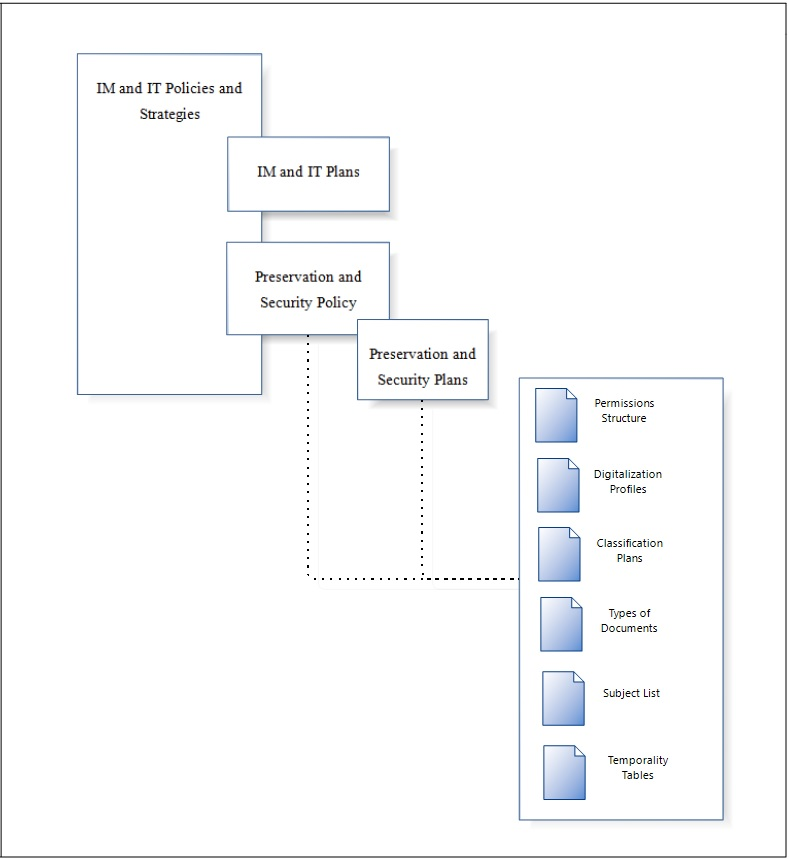 IM and IT Policies and
Strategies
IM and IT Plans
Preservation and
Security Policy
Preservation and
Security Plans
Permissions
Structure
Digitalization
Profiles
Classification
Plans
Types of
Documents
Subject List
Temporality
Tables